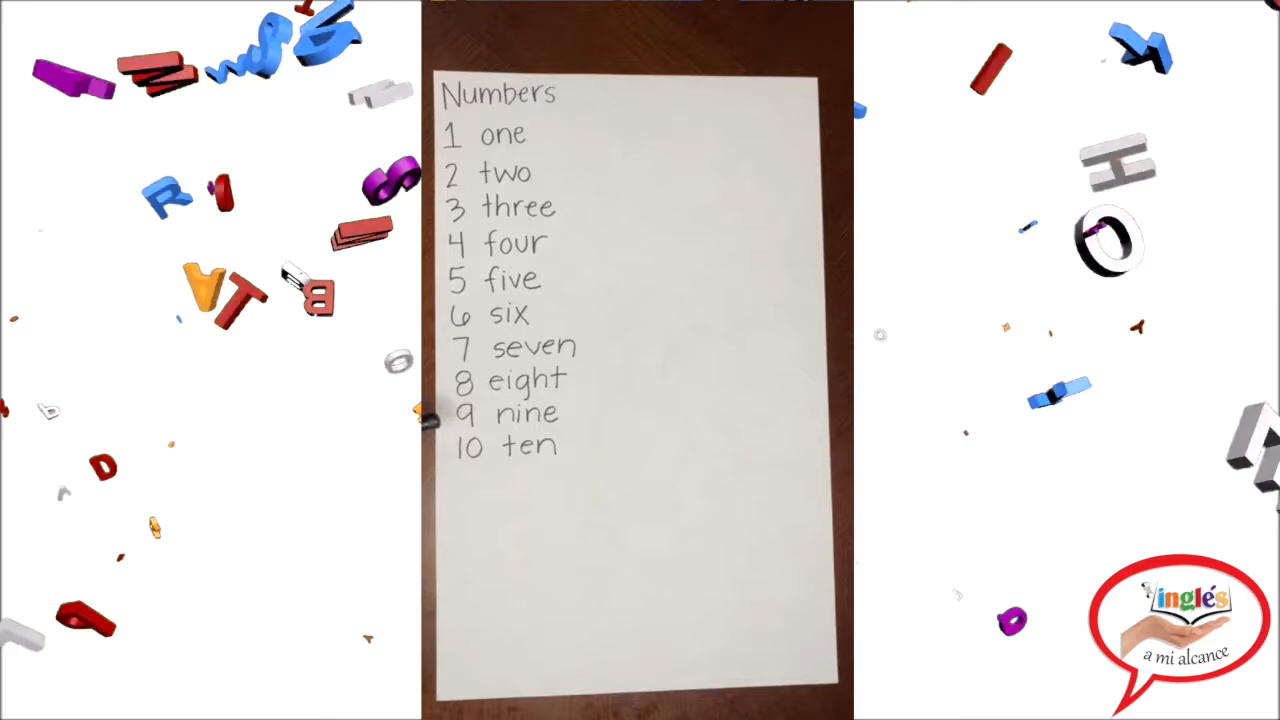 Numbers
1 one
2 two
3 three
4 four
5 five
6 six
7 seven
8 eight
9 nine
10 ten
inglés
a mi alcance